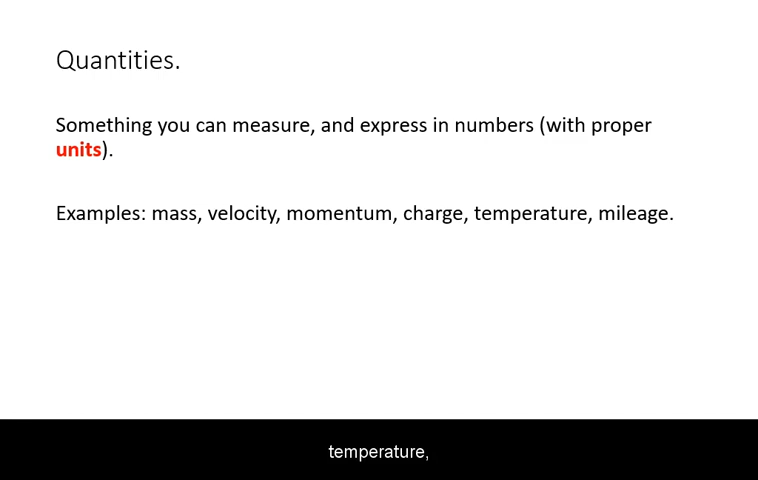 Quantities.
Something you can measure, and express in numbers (with proper
units).
Examples: mass, velocity, momentum, charge, temperature, mileage.
temperature,